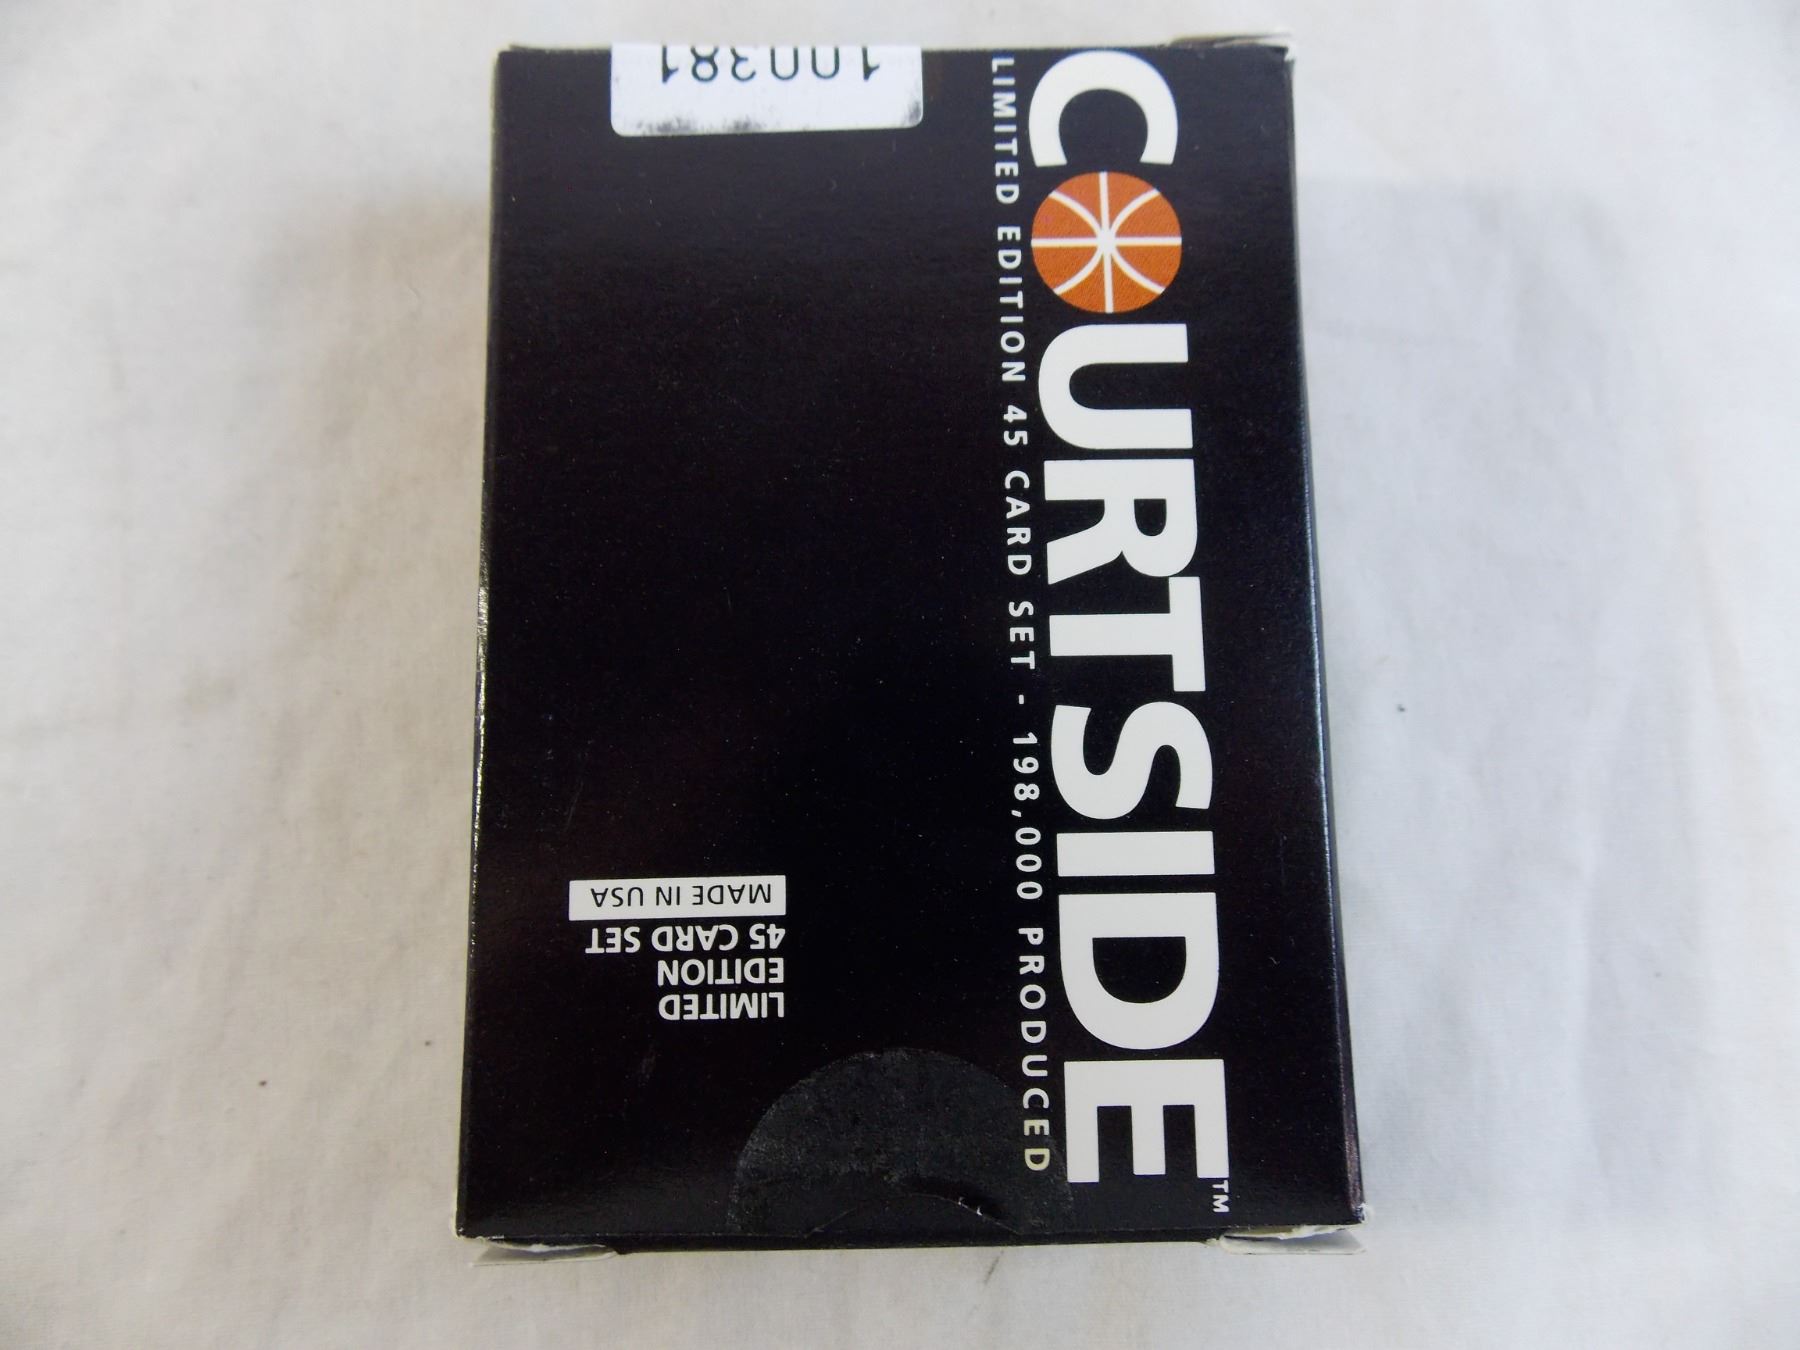 COURTSIDE™
LIMITED EDITION 45 CARD SET - 198,000 PRODUCED
100381
LIMITED
EDITION
45 CARD SET
MADE IN USA